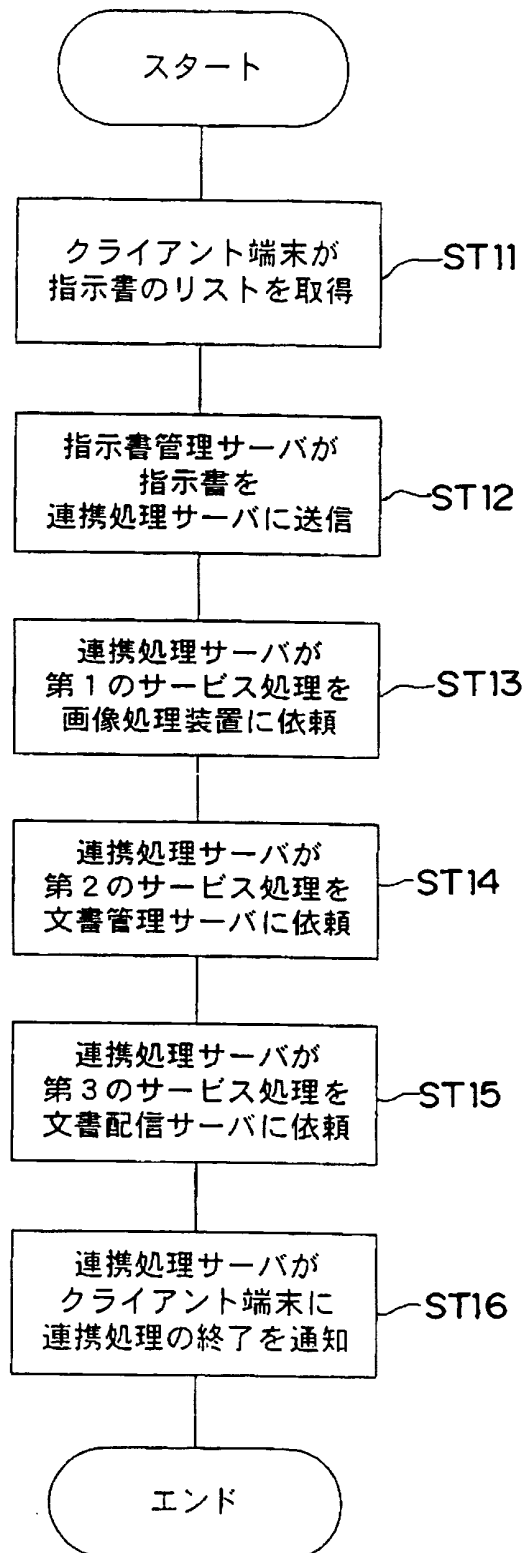 スタート
クライアント端末が
指示書のリストを取得
ST11
指示書管理サーバが
指示書を
連携処理サーバに送信
ST12
連携処理サーバが
第1のサービス処理を
画像処理装置に依頼
ST13
連携処理サーバが
第2のサービス処理を
文書管理サーバに依頼
ST14
連携処理サーバが
第3のサービス処理を
文書配信サーバに依頼
ST15
連携処理サーバが
クライアント端末に
連携処理の終了を通知
ST16
エンド